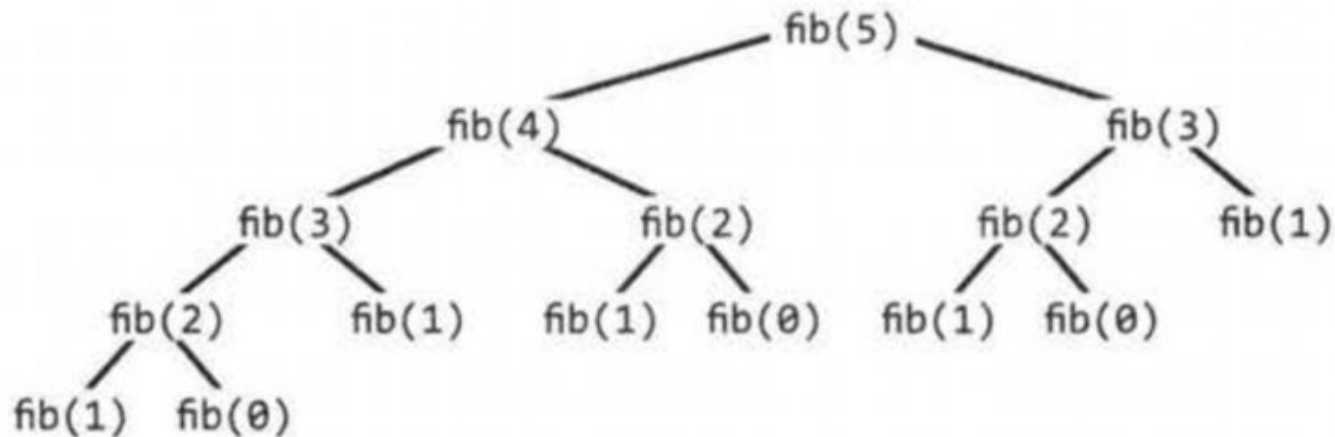 fib(5)
fib(4) fib(3)
fib(3) fib(2) fib(2) fib(1)
fib(2) fib(1) fib(1) fib(0) fib(1) fib(0)
fib(1) fib(0)